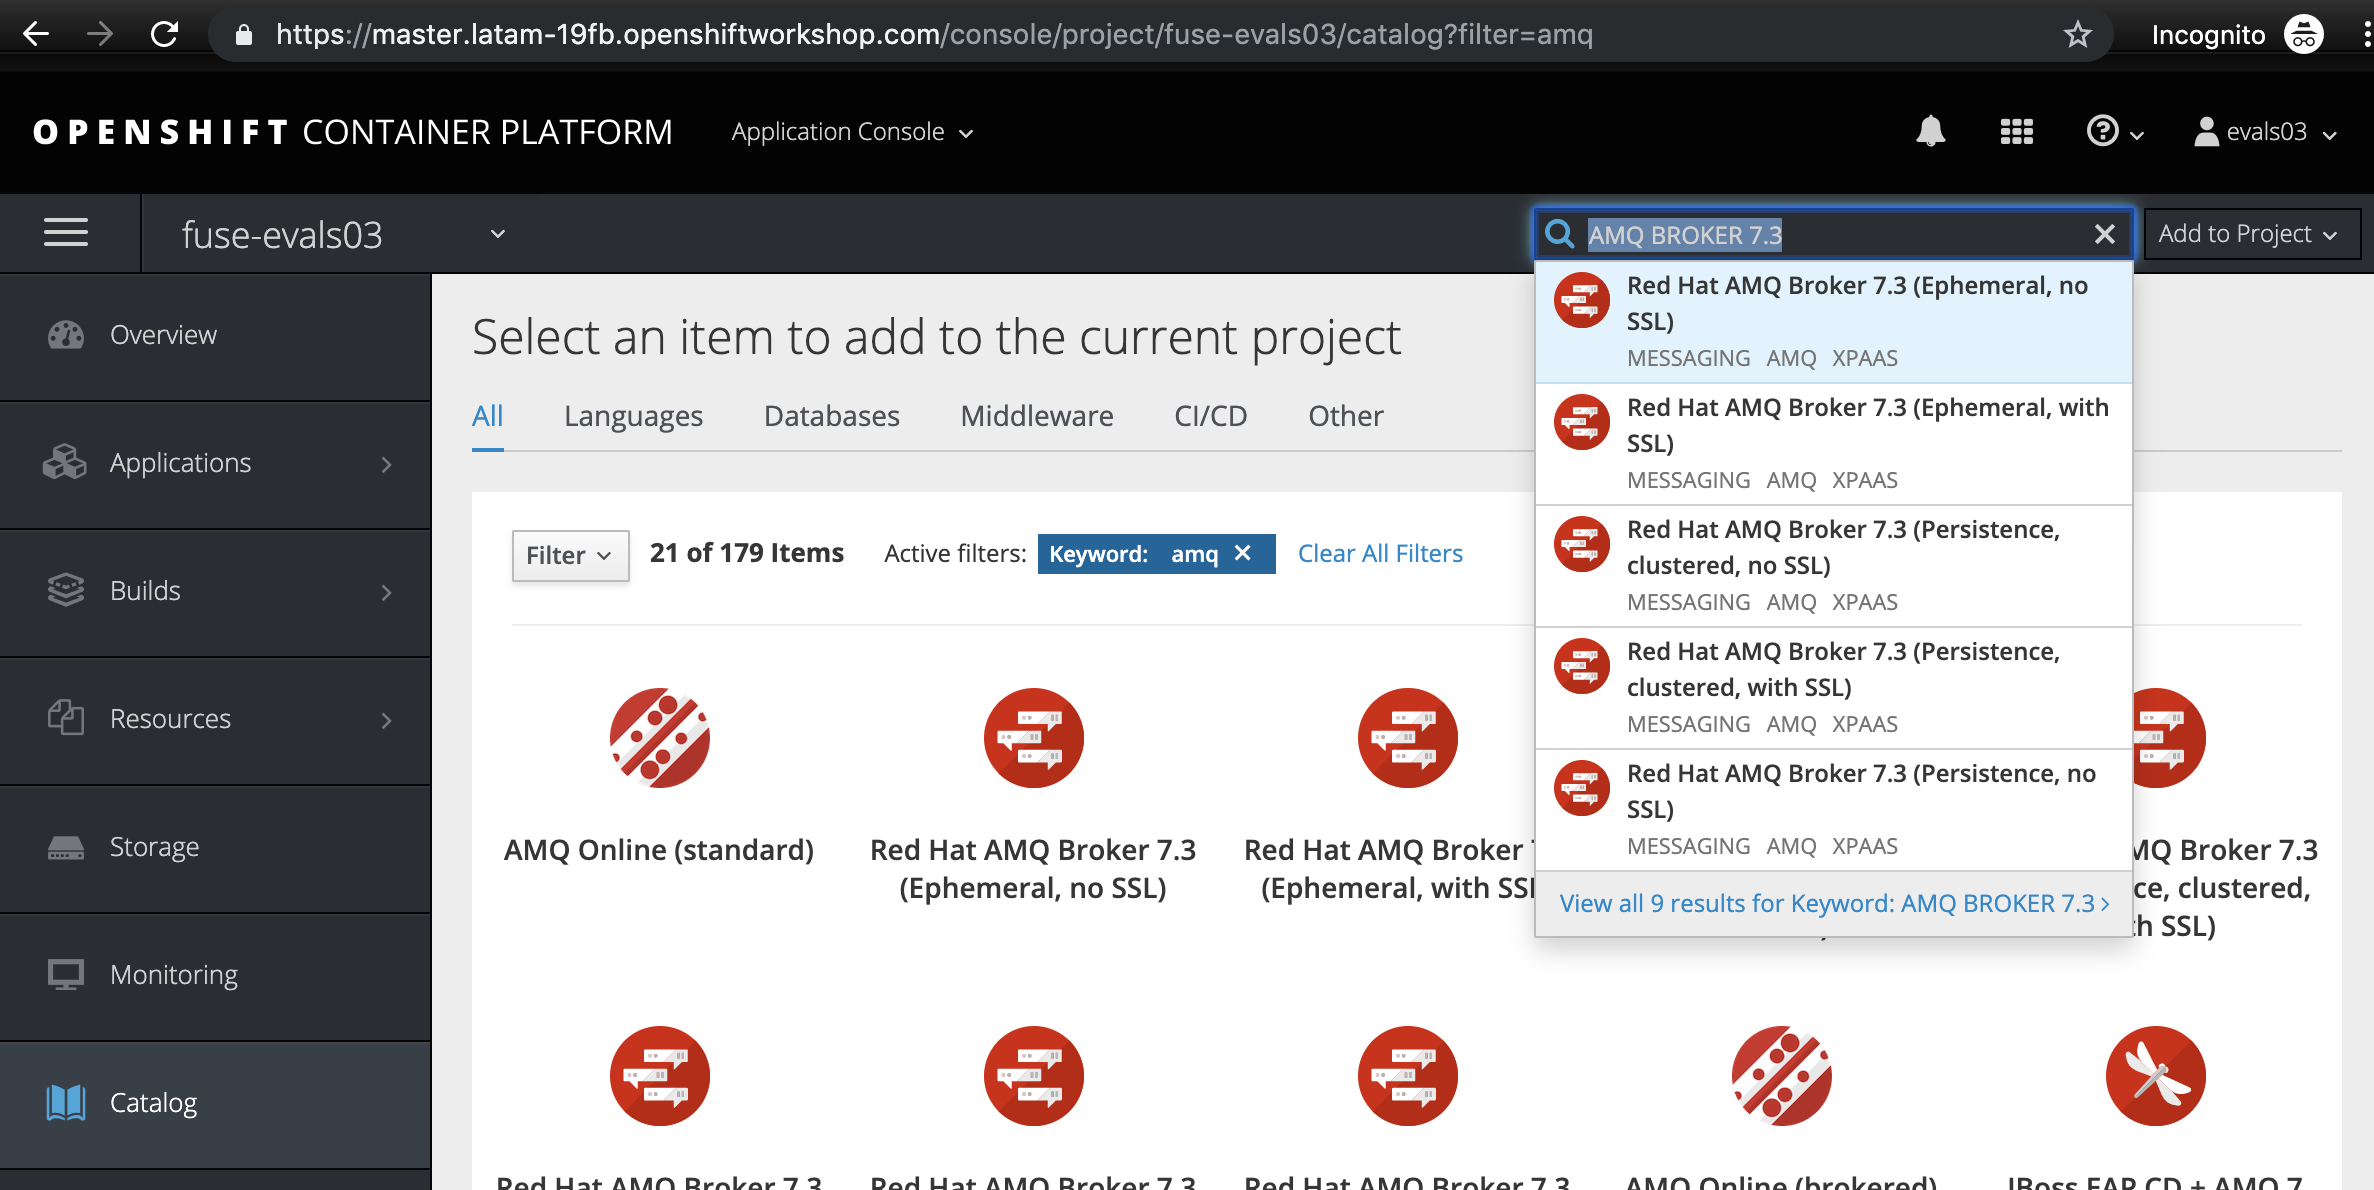 https://master.latam-19fb.openshiftworkshop.com/console/project/fuse-evals03/catalog?filter=amq
Incognito
OPENSHIFT CONTAINER PLATFORM
Application Console
evals03
fuse-evals03
AMQ BROKER 7.3
Add to Project
Overview
Applications
Builds
Resources
Storage
Monitoring
Catalog
Select an item to add to the current project
All Languages Databases Middleware CI/CD Other
Filter
21 of 179 Items
Active filters:
Keyword: amq
Clear All Filters
Red Hat AMQ Broker 7.3 (Ephemeral, no
SSL)
MESSAGING AMQ XPAAS
Red Hat AMQ Broker 7.3 (Ephemeral, with
SSL)
MESSAGING AMQ XPAAS
Red Hat AMQ Broker 7.3 (Persistence,
clustered, no SSL)
MESSAGING AMQ XPAAS
Red Hat AMQ Broker 7.3 (Persistence,
clustered, with SSL)
MESSAGING AMQ XPAAS
Red Hat AMQ Broker 7.3 (Persistence, no
SSL)
MESSAGING AMQ XPAAS
View all 9 results for Keyword: AMQ BROKER 7.3
AMQ Online (standard)
Red Hat AMQ Broker 7.3
(Ephemeral, no SSL)
Red Hat AMQ Broker
(Ephemeral, with
Broker 7.3
clustered,
SSL)
Red Hat AMQ Broker 7.3
Red Hat AMQ Broker 7.3
Red Hat AMQ Broker 7.3
AMQ Online (brokered)
JBoss EAP CD + AMQ 7